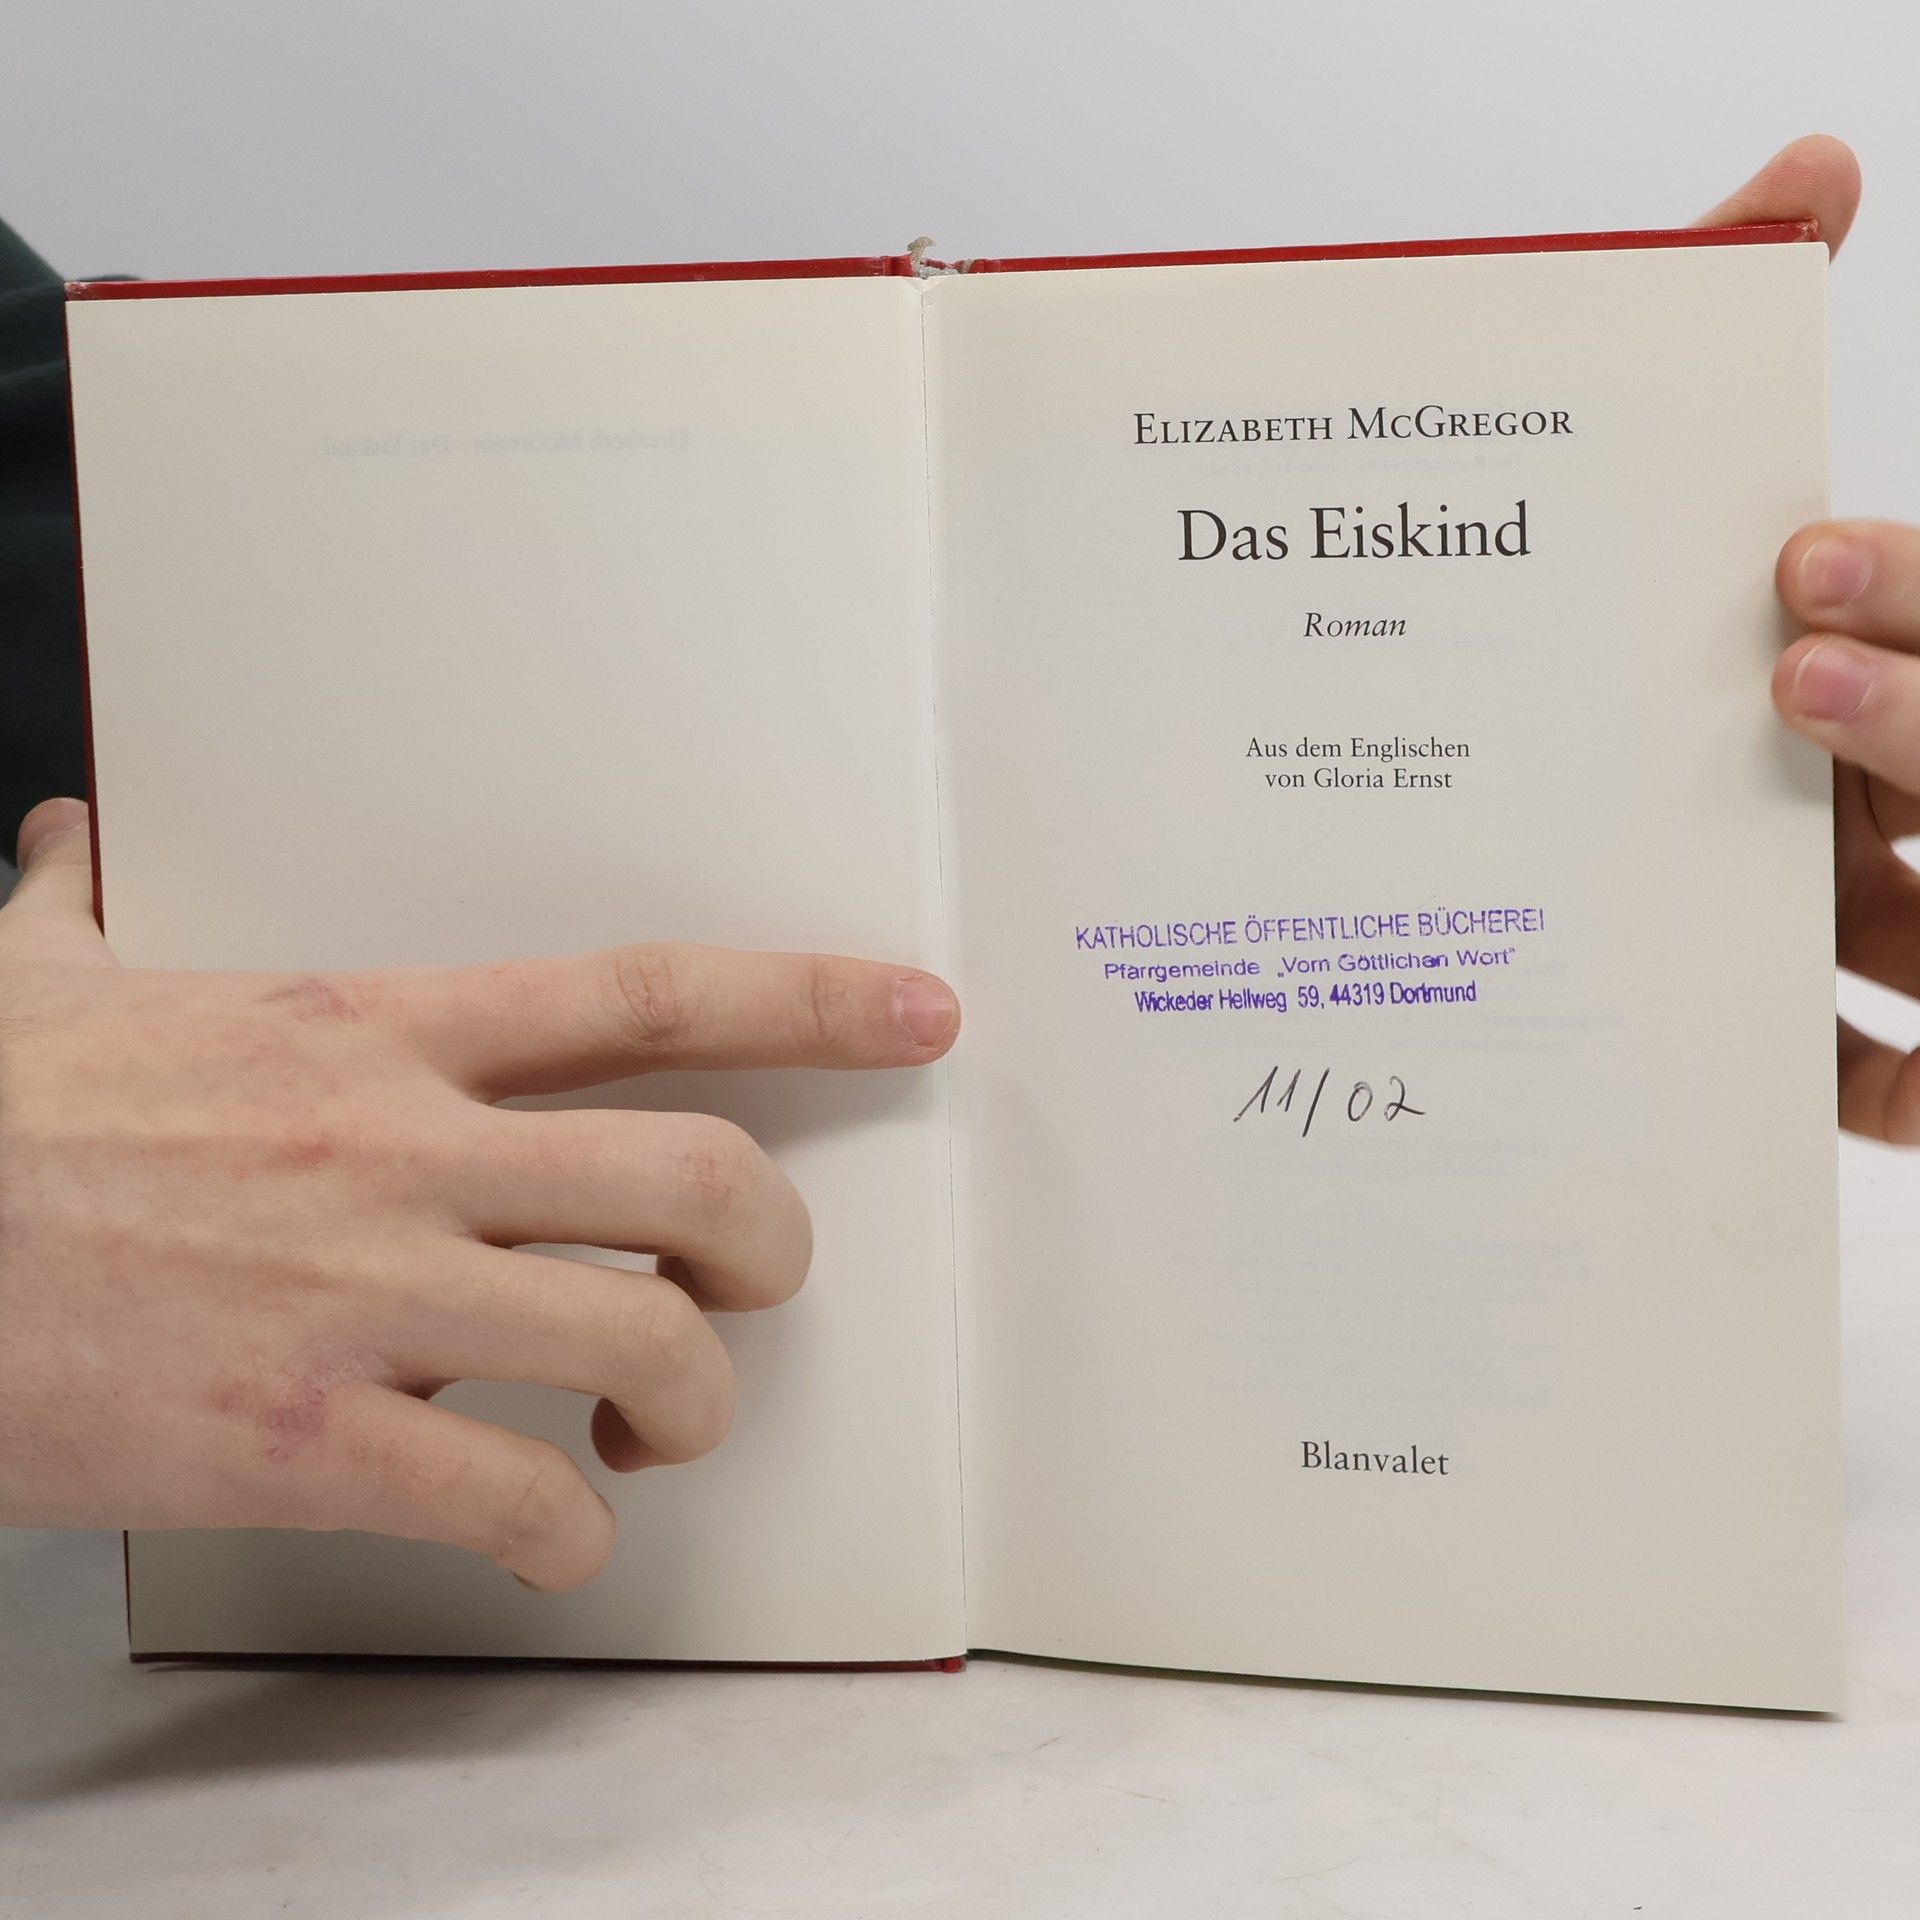 ELIZABETH MCGREGOR
Das Eiskind
Roman
Aus dem Englischen
von Gloria Ernst
KATHOLISCHE ÖFFENTLICHE BÜCHEREI
Pfarrgemeinde „Vom Göttlichen Wort"
Wickeder Hellweg 59, 44319 Dortmund
11/02
Blanvalet